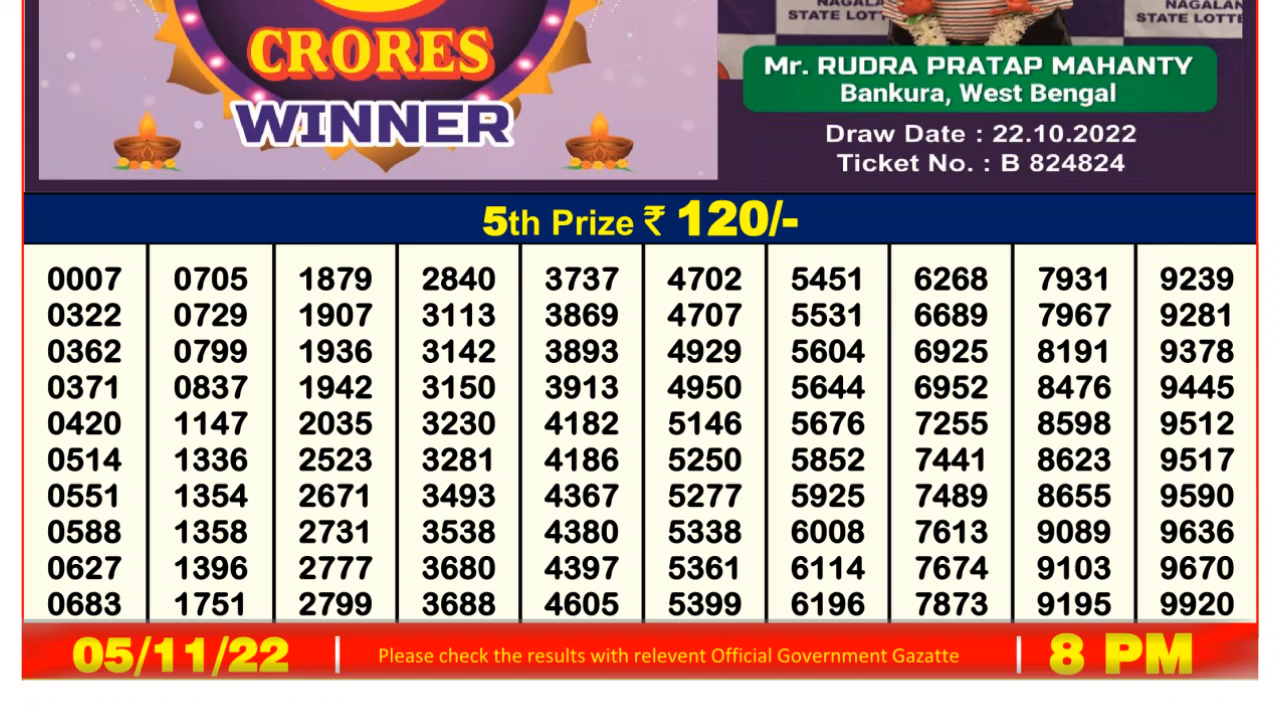 CRORES
WINNER
STATE LOTT
NAGALAN
STATE LOTTE
Mr. RUDRA PRATAP MAHANTY
Bankura, West Bengal
Draw Date : 22.10.2022
Ticket No. : B 824824
5th Prize ₹ 120/-
0007 0705 1879 2840 3737 4702 5451 6268 7931 9239
0322 0729 1907 3113 3869 4707 5531 6689 7967 9281
0362 0799 1936 3142 3893 4929 5604 6925 8191 9378
0371 0837 1942 3150 3913 4950 5644 6952 8476 9445
0420 1147 2035 3230 4182 5146 5676 7255 8598 9512
0514 1336 2523 3281 4186 5250 5852 7441 8623 9517
0551 1354 2671 3493 4367 5277 5925 7489 8655 9590
0588 1358 2731 3538 4380 5338 6008 7613 9089 9636
0627 1396 2777 3680 4397 5361 6114 7674 9103 9670
0683 1751 2799 3688 4605 5399 6196 7873 9195 9920
05/11/22 | Please check the results with relevent Official Government Gazatte | 8 PM